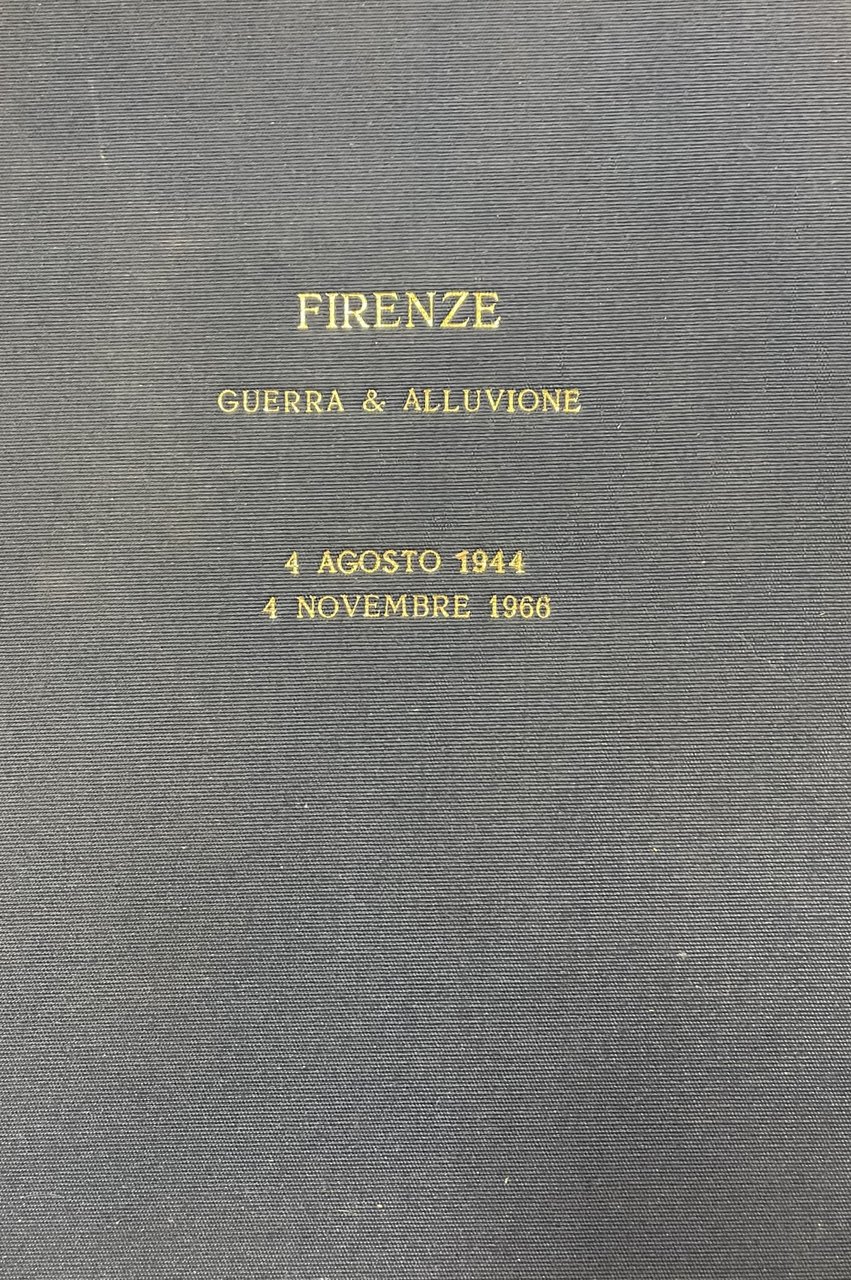 FIRENZE
GUERRA & ALLUVIONE
4 AGOSTO 1944
4 NOVEMBRE 1966